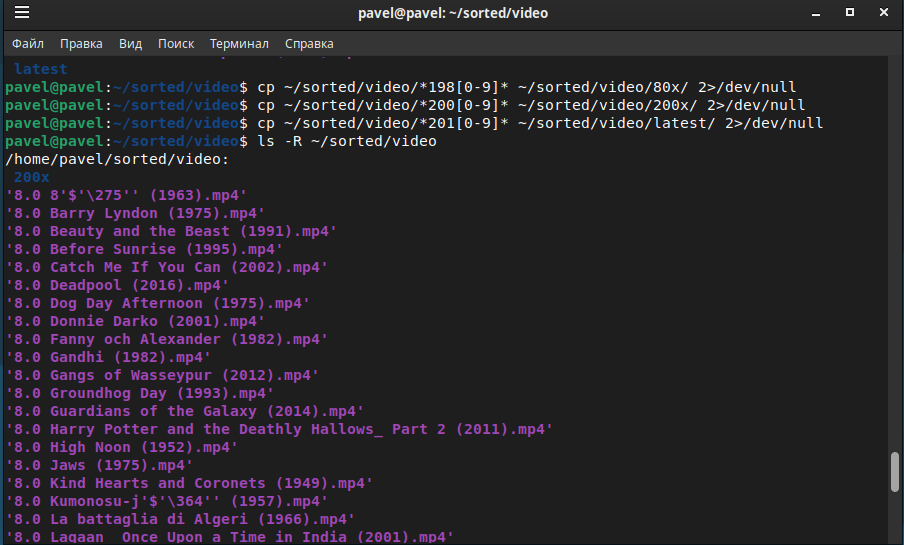 pavel@pavel: ~/sorted/video
Файл Правка Вид Поиск Терминал Справка
latest
pavel@pavel:~/sorted/video$ cp ~/sorted/video/*198[0-9]* ~/sorted/video/80x/ 2>/dev/null
pavel@pavel:~/sorted/video$ cp ~/sorted/video/*200[0-9]* ~/sorted/video/200x/ 2>/dev/null
pavel@pavel:~/sorted/video$ cp ~/sorted/video/*201[0-9]* ~/sorted/video/latest/ 2>/dev/null
pavel@pavel:~/sorted/video$ ls -R ~/sorted/video
/home/pavel/sorted/video:
200x
'8.0 8'$'\275'' (1963).mp4'
'8.0 Barry Lyndon (1975).mp4'
'8.0 Beauty and the Beast (1991).mp4'
'8.0 Before Sunrise (1995).mp4'
'8.0 Catch Me If You Can (2002).mp4'
'8.0 Deadpool (2016).mp4'
'8.0 Dog Day Afternoon (1975).mp4'
'8.0 Donnie Darko (2001).mp4'
'8.0 Fanny och Alexander (1982).mp4'
'8.0 Gandhi (1982).mp4'
'8.0 Gangs of Wasseypur (2012).mp4'
'8.0 Groundhog Day (1993).mp4'
'8.0 Guardians of the Galaxy (2014).mp4'
'8.0 Harry Potter and the Deathly Hallows_ Part 2 (2011).mp4'
'8.0 High Noon (1952).mp4'
'8.0 Jaws (1975).mp4'
'8.0 Kind Hearts and Coronets (1949).mp4'
'8.0 Kumonosu-j'$'\364'' (1957).mp4'
'8.0 La battaglia di Algeri (1966).mp4'
'8.0 Lagaan_ Once Upon a Time in India (2001).mp4'